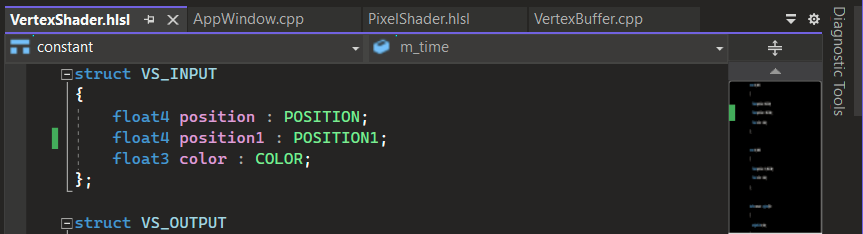 VertexShader.hlsl AppWindow.cpp PixelShader.hlsl VertexBuffer.cpp
constant m_time
struct VS_INPUT
{
float4 position : POSITION;
float4 position1 : POSITION1;
float3 color : COLOR;
};
struct VS_OUTPUT
Diagnostic Tools